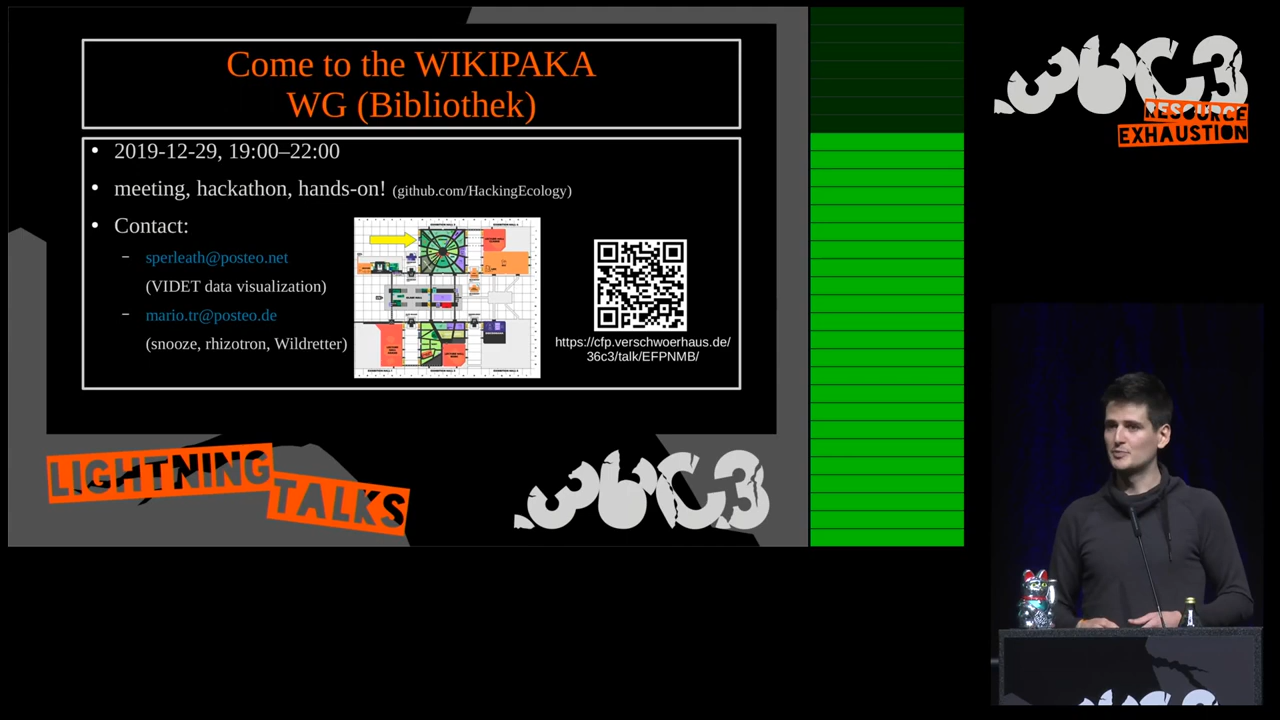 Come to the WIKIPAKA
WG (Bibliothek)
• 2019-12-29, 19:00–22:00
• meeting, hackathon, hands-on! (github.com/HackingEcology)
• Contact:
– sperleath@posteo.net
(VIDET data visualization)
– mario.tr@posteo.de
(snooze, rhizotron, Wildretter)
https://cfp.verschwoerhaus.de/
36c3/talk/EFPNMB/
LIGHTNING
TALKS
36C3
36C3
RESOURCE
EXHAUSTION
36C3